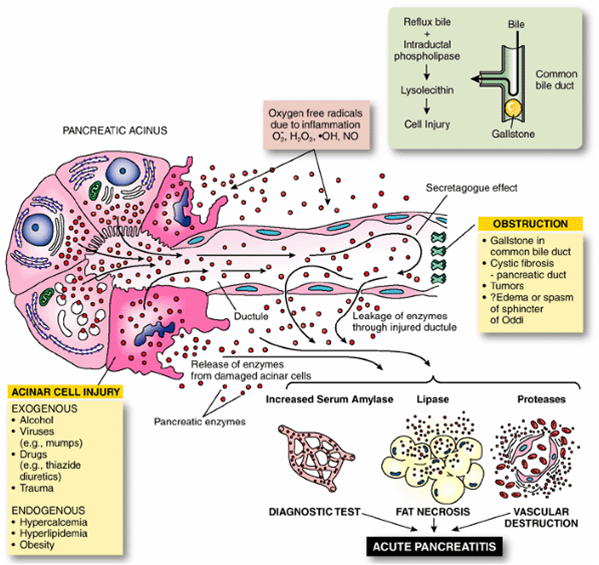 Reflux bile
+
Intraductal
phospholipase
Lysolecithin
Cell Injury
Bile
Common
bile duct
Gallstone
Oxygen free radicals
due to inflammation
O₂⁻, H₂O₂, •OH, NO
PANCREATIC ACINUS
Secretagogue effect
OBSTRUCTION
• Gallstone in
common bile duct
• Cystic fibrosis
- pancreatic duct
• Tumors
• ?Edema or spasm
of sphincter
of Oddi
Ductule
Leakage of enzymes
through injured ductule
Release of enzymes
from damaged acinar cells
Pancreatic enzymes
ACINAR CELL INJURY
EXOGENOUS
• Alcohol
• Viruses
(e.g., mumps)
• Drugs
(e.g., thiazide
diuretics)
• Trauma
ENDOGENOUS
• Hypercalcemia
• Hyperlipidemia
• Obesity
Increased Serum Amylase
Lipase
Proteases
DIAGNOSTIC TEST
FAT NECROSIS
VASCULAR
DESTRUCTION
ACUTE PANCREATITIS